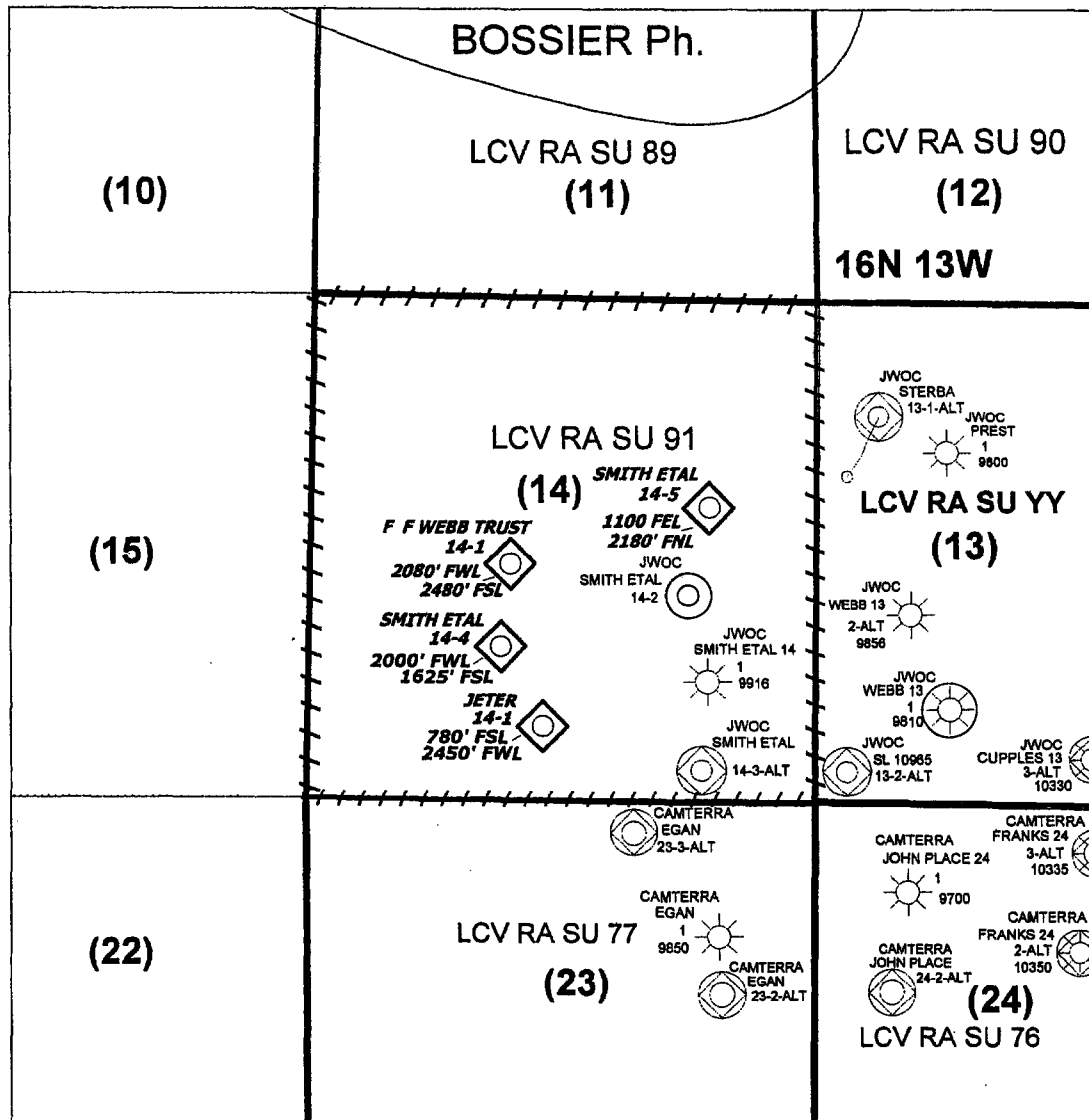 BOSSIER Ph.
LCV RA SU 89
(11)
LCV RA SU 90
(12)
(10)
16N 13W
LCV RA SU 91
(14)
SMITH ETAL
14-5
1100 FEL
2180' FNL
F F WEBB TRUST
14-1
2080' FWL
2480' FSL
JWOC
SMITH ETAL
14-2
SMITH ETAL
14-4
2000' FWL
1625' FSL
JWOC
SMITH ETAL 14
1
9916
JETER
14-1
780' FSL
2450' FWL
JWOC
SMITH ETAL
14-3-ALT
(15)
JWOC
STERBA
13-1-ALT
JWOC
PREST
1
9600
LCV RA SU YY
(13)
JWOC
WEBB 13
2-ALT
9856
JWOC
WEBB 13
1
9810
JWOC
SL 10965
13-2-ALT
JWOC
CUPPLES 13
3-ALT
10330
(22)
CAMTERRA
EGAN
23-3-ALT
CAMTERRA
EGAN
1
9850
LCV RA SU 77
(23)
CAMTERRA
EGAN
23-2-ALT
CAMTERRA
JOHN PLACE 24
1
9700
CAMTERRA
FRANKS 24
3-ALT
10335
CAMTERRA
FRANKS 24
2-ALT
10350
CAMTERRA
JOHN PLACE
24-2-ALT
(24)
LCV RA SU 76